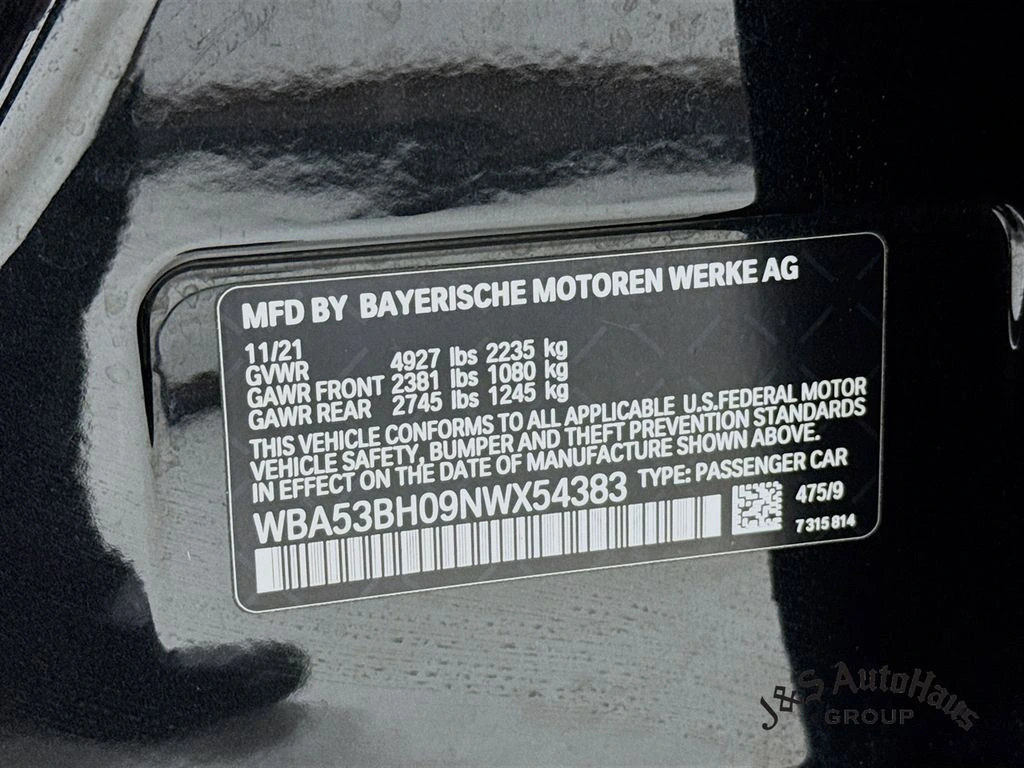 MFD BY BAYERISCHE MOTOREN WERKE AG
11/21
GVWR 4927 lbs 2235 kg
GAWR FRONT 2381 lbs 1080 kg
GAWR REAR 2745 lbs 1245 kg
THIS VEHICLE CONFORMS TO ALL APPLICABLE U.S.FEDERAL MOTOR
VEHICLE SAFETY, BUMPER AND THEFT PREVENTION STANDARDS
IN EFFECT ON THE DATE OF MANUFACTURE SHOWN ABOVE.
WBA53BH09NWX54383 TYPE: PASSENGER CAR
475/9
7 315 814
J&S AutoHaus
GROUP